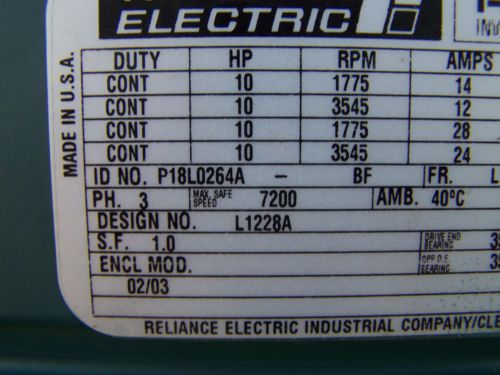 ELECTRIC
INV
MADE IN U.S.A.
DUTY HP RPM AMPS
CONT 10 1775 14
CONT 10 3545 12
CONT 10 1775 28
CONT 10 3545 24
ID NO. P18L0264A - BF FR. L
PH. 3 MAX. SAFE SPEED 7200 AMB. 40ºC
DESIGN NO. L1228A
S.F. 1.0 DRIVE END BEARING
ENCL MOD. OPP D.E. BEARING
02/03
RELIANCE ELECTRIC INDUSTRIAL COMPANY/CLE